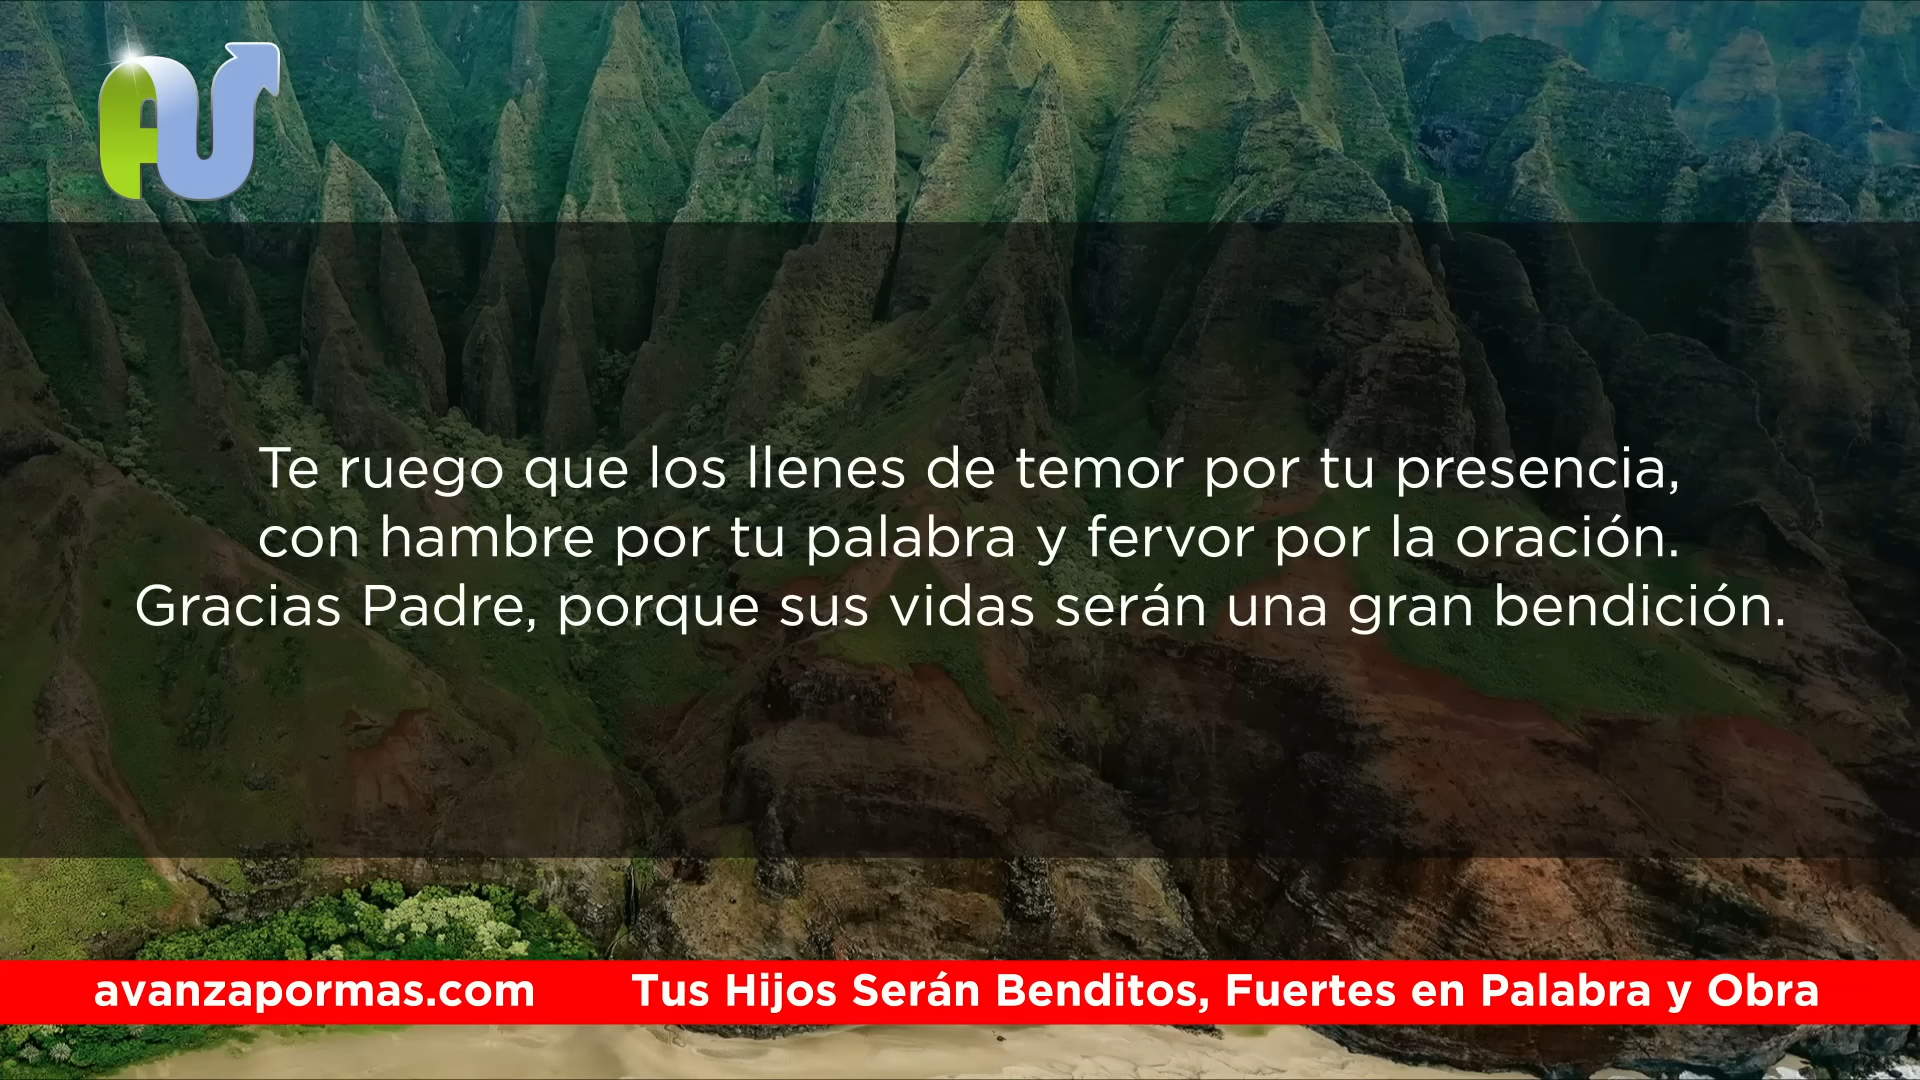 Te ruego que los llenes de temor por tu presencia,
con hambre por tu palabra y fervor por la oración.
Gracias Padre, porque sus vidas serán una gran bendición.
avanzapormas.com
Tus Hijos Serán Benditos, Fuertes en Palabra y Obra